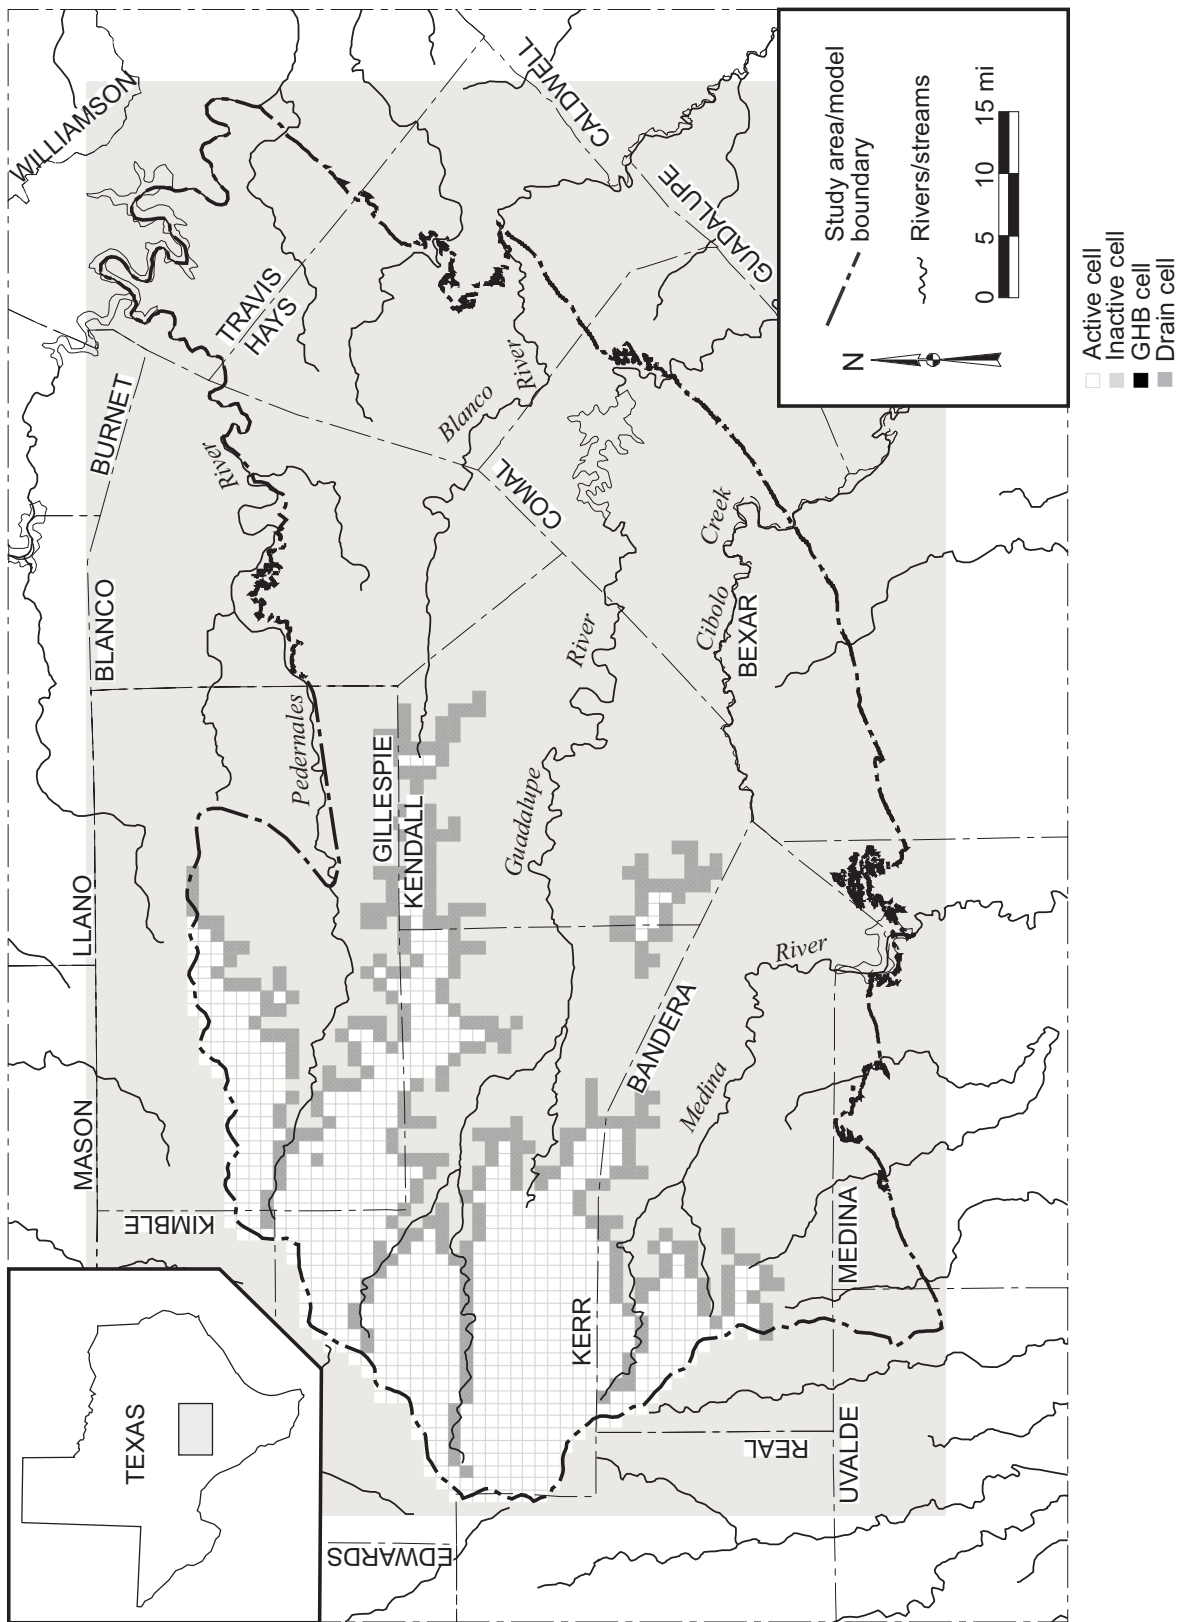 WILLIAMSON
CALDWELL
TRAVIS
HAYS
GUADALUPE
BURNET
River
Blanco
River
COMAL
BLANCO
Pedernales
River
Creek
Cibolo
BEXAR
GILLESPIE
KENDALL
Guadalupe
LLANO
River
BANDERA
Medina
MASON
KIMBLE
MEDINA
KERR
REAL
UVALDE
EDWARDS
TEXAS
Study area/model
boundary
Rivers/streams
N
0 5 10 15 mi
Active cell
Inactive cell
GHB cell
Drain cell